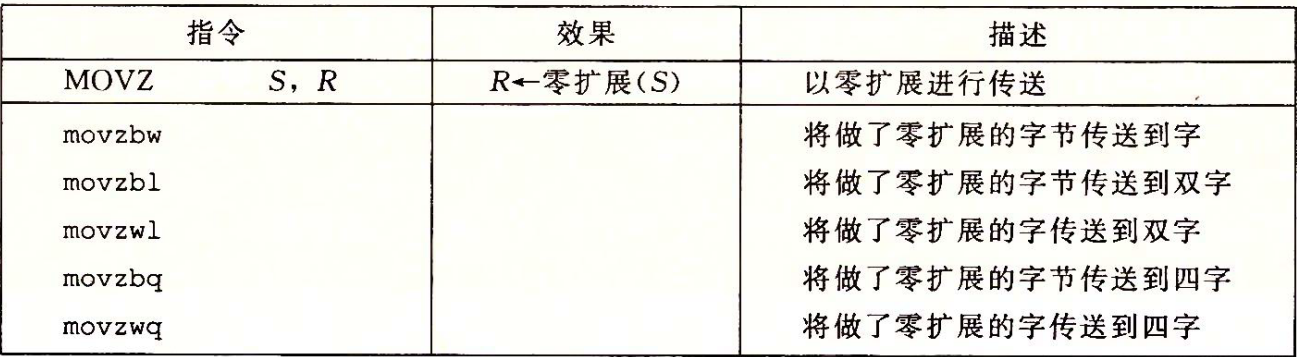 指令 效果 描述
MOVZ S, R R←零扩展(S) 以零扩展进行传送
movzbw 将做了零扩展的字节传送到字
movzbl 将做了零扩展的字节传送到双字
movzwl 将做了零扩展的字传送到双字
movzbq 将做了零扩展的字节传送到四字
movzwq 将做了零扩展的字传送到四字